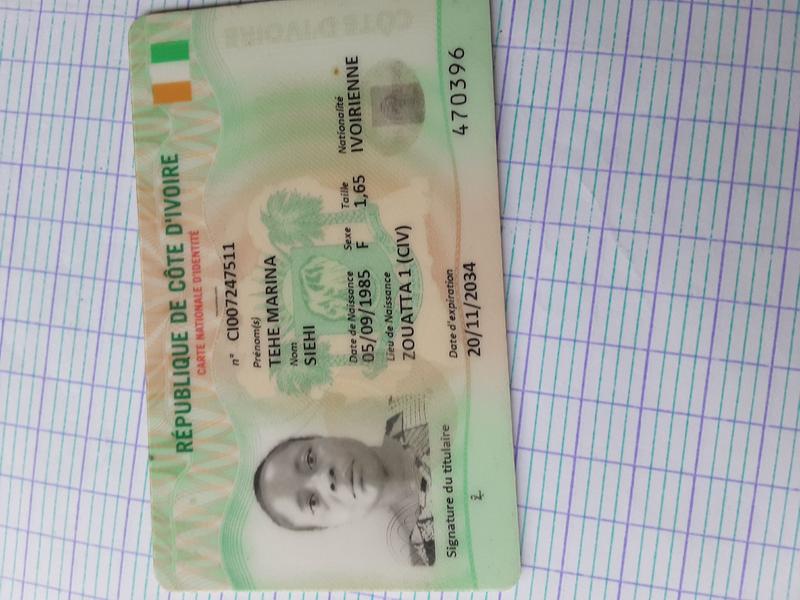 RÉPUBLIQUE DE CÔTE D'IVOIRE
CARTE NATIONALE D'IDENTITÉ
n° CI007247511
Prénom(s)
TEHE MARINA
Nom
SIEHI
Date de Naissance Sexe Taille Nationalité
05/09/1985 F 1,65 IVOIRIENNE
Lieu de Naissance
ZOUATTA 1 (CIV)
Signature du titulaire Date d'expiration
20/11/2034
470396
CÔTE D'IVOIRE